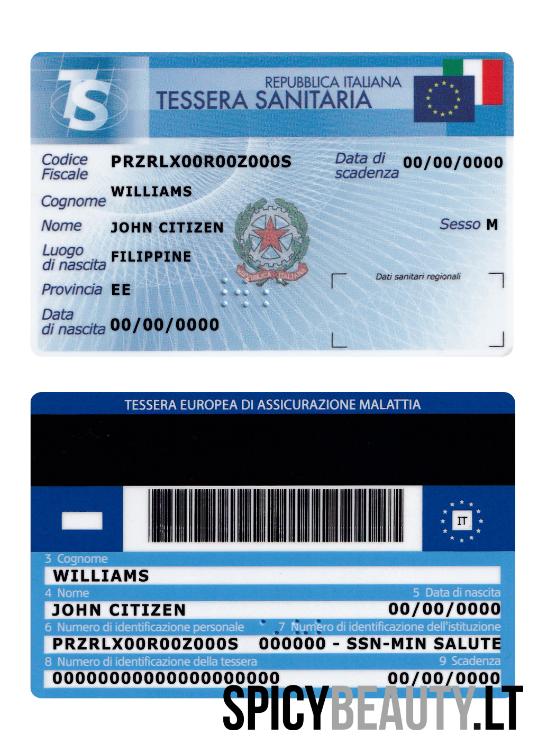 TS
REPUBBLICA ITALIANA
TESSERA SANITARIA
Codice Fiscale PRZRLX00R00Z000S
Data di scadenza 00/00/0000
Cognome WILLIAMS
Nome JOHN CITIZEN
Sesso M
Luogo di nascita FILIPPINE
Dati sanitari regionali
Provincia EE
Data di nascita 00/00/0000
TESSERA EUROPEA DI ASSICURAZIONE MALATTIA
IT
3 Cognome
WILLIAMS
4 Nome 5 Data di nascita
JOHN CITIZEN 00/00/0000
6 Numero di identificazione personale 7 Numero di identificazione dell'istituzione
PRZRLX00R00Z000S 000000 - SSN-MIN SALUTE
8 Numero di identificazione della tessera 9 Scadenza
00000000000000000000 00/00/0000
SPICYBEAUTY.LT